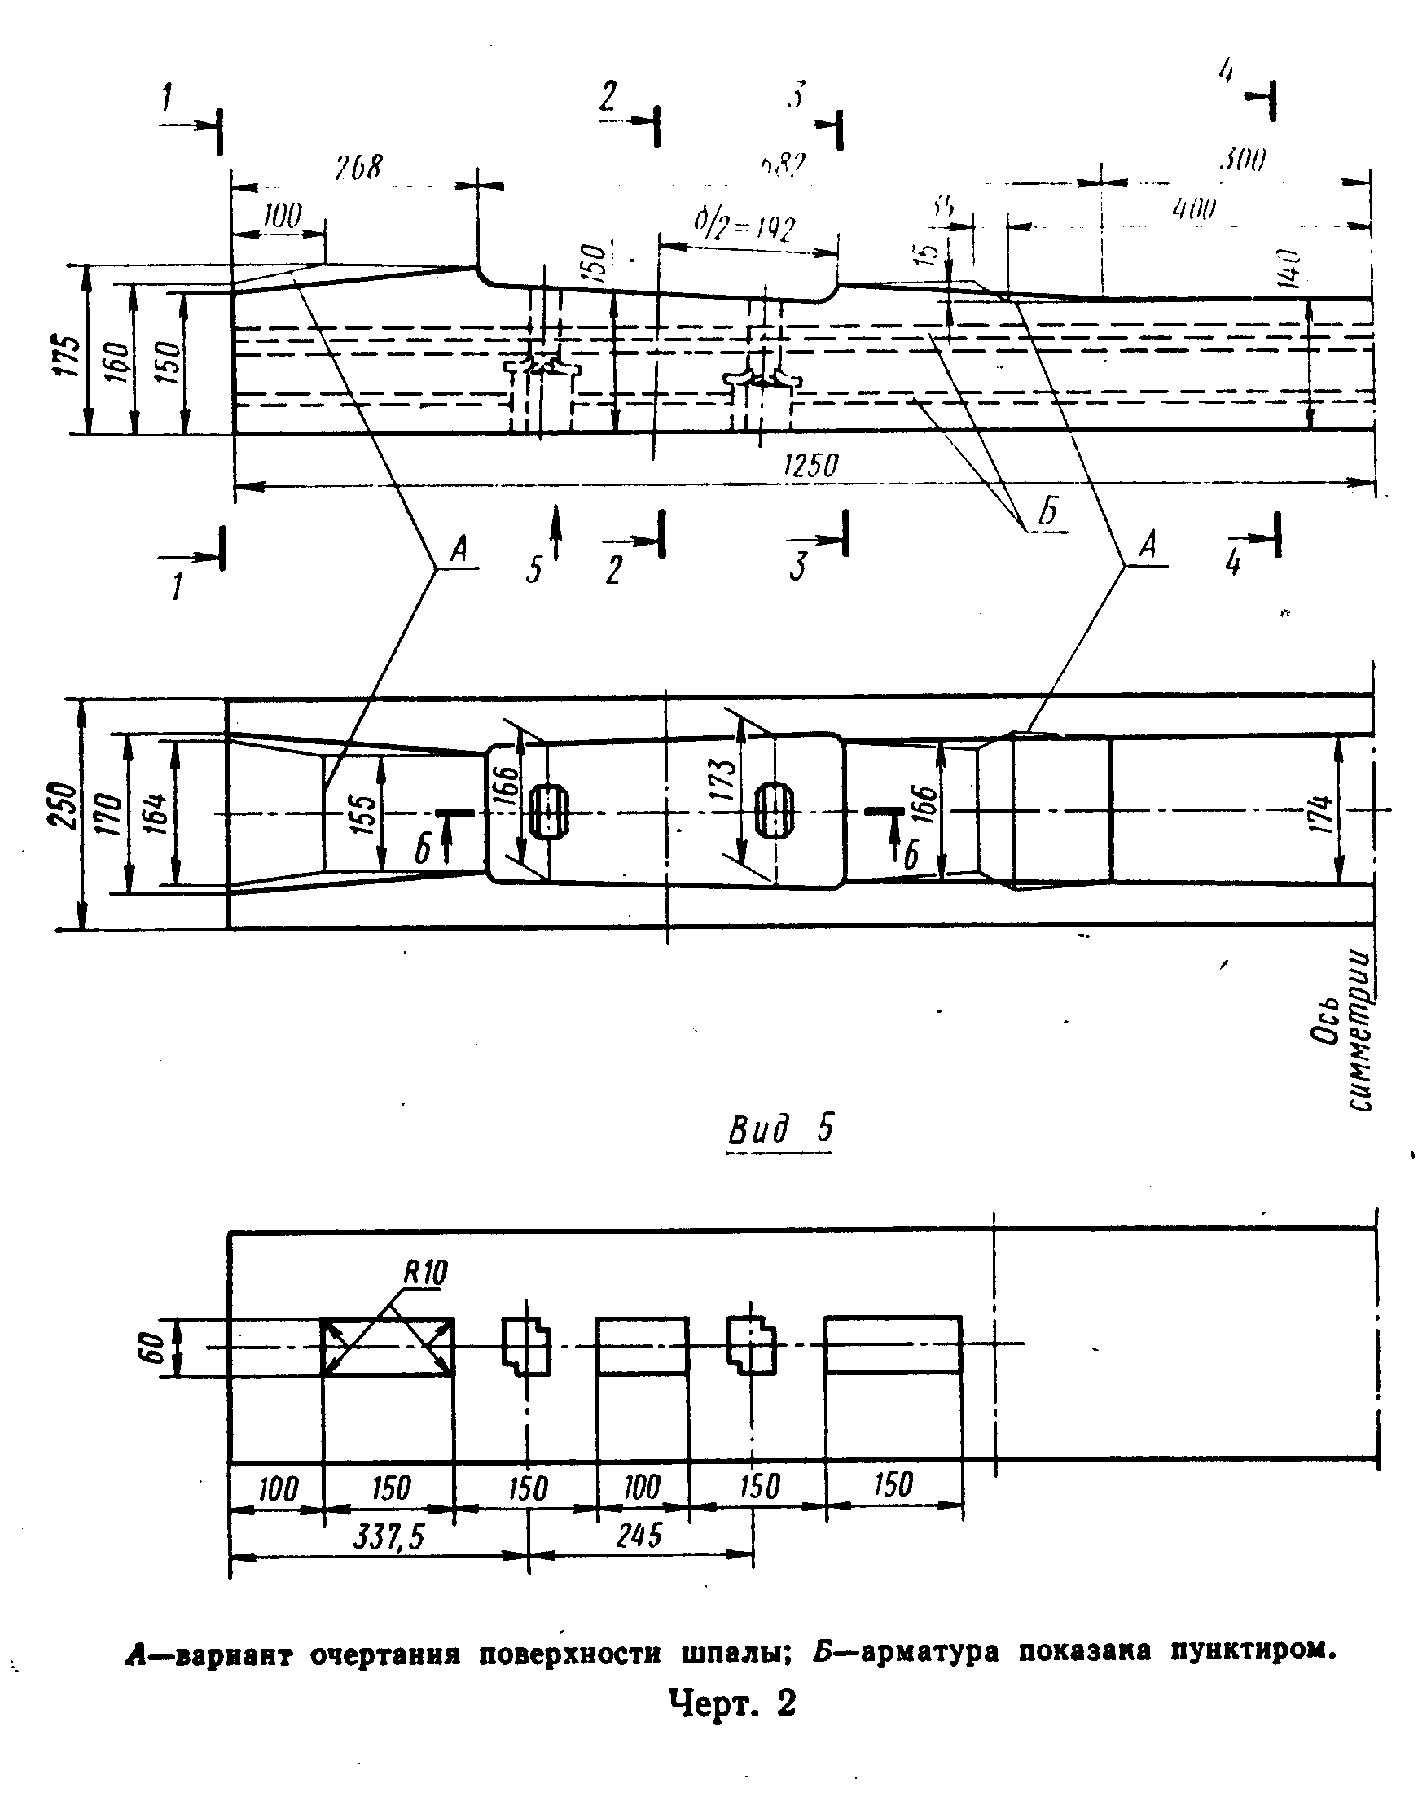 1 2 3 4
268 682 300
100 δ/2=192 400
150 15 140
175 160 150
1250
А Б А
1 5 2 3 4
250 170 164 155 166 173 166 174
б б
Ось
симметрии
Вид 5
R10
60
100 150 150 100 150 150
337,5 245
А—вариант очертания поверхности шпалы; Б—арматура показана пунктиром.
Черт. 2